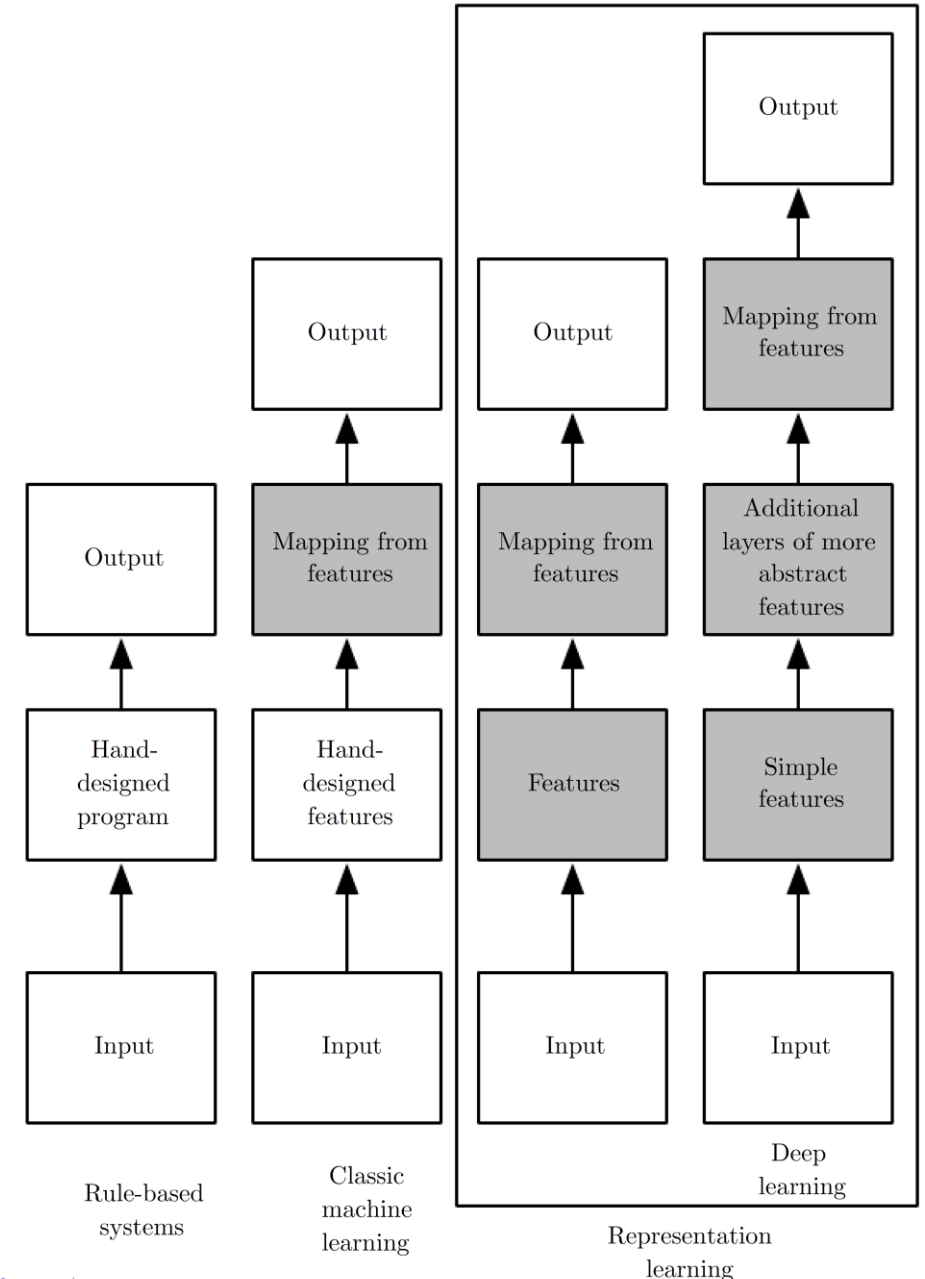 Output
Output
Output
Mapping from
features
Output
Mapping from
features
Mapping from
features
Additional
layers of more
abstract
features
Hand-
designed
program
Hand-
designed
features
Features
Simple
features
Input
Input
Input
Input
Rule-based
systems
Classic
machine
learning
Deep
learning
Representation
learning